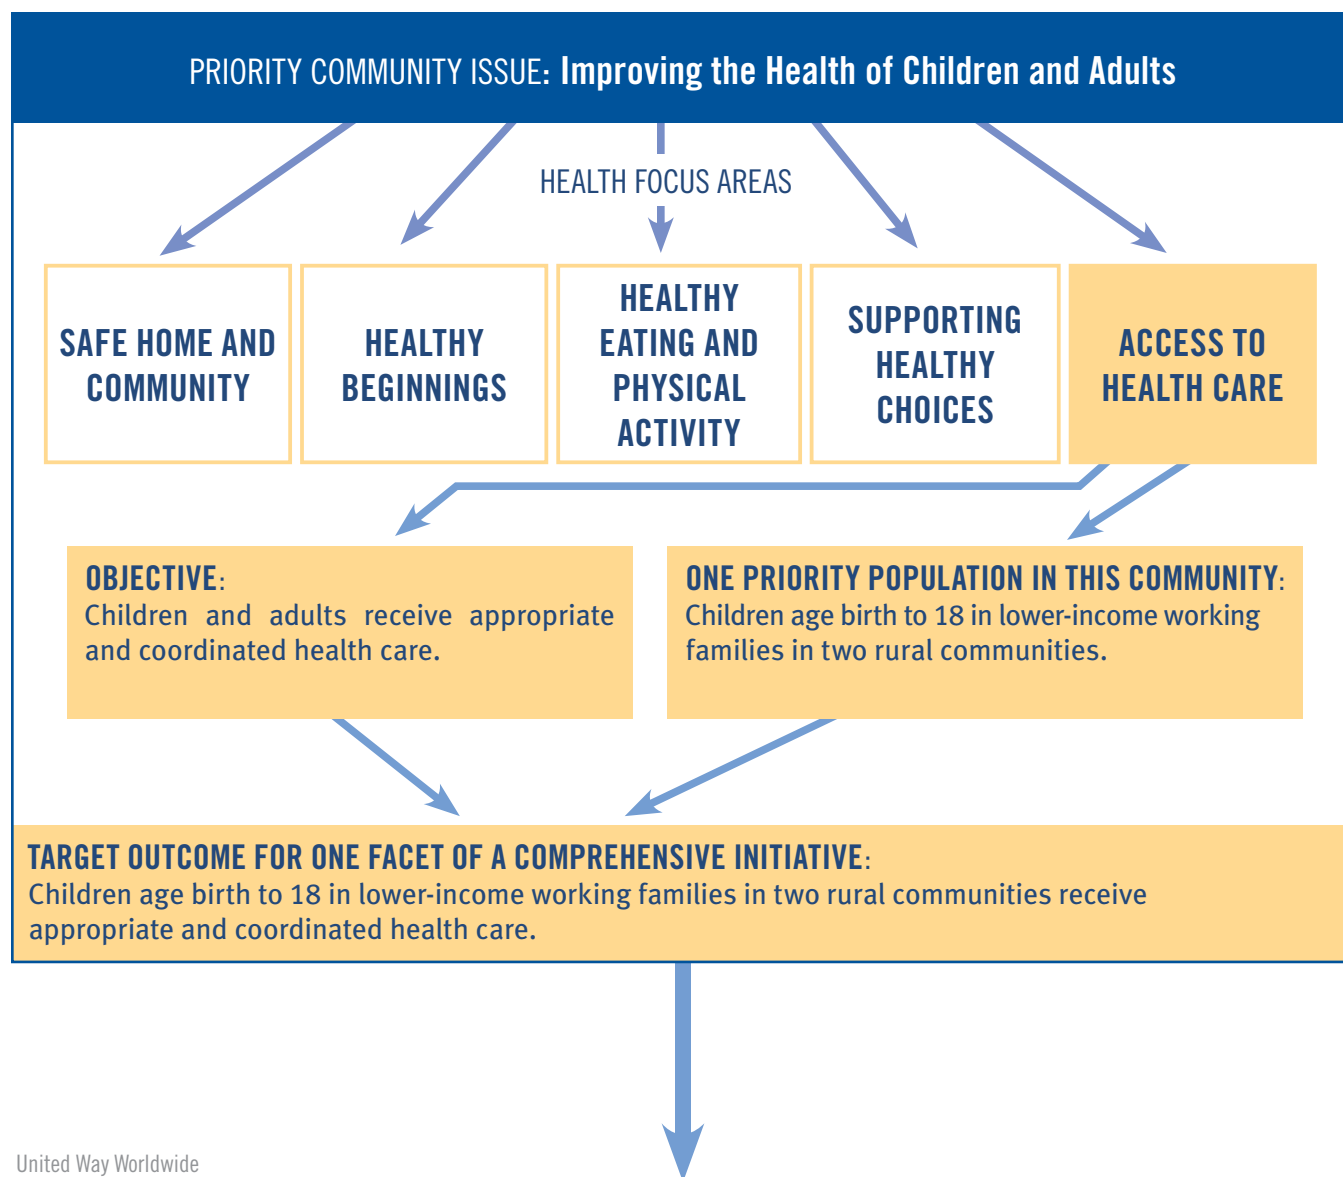 PRIORITY COMMUNITY ISSUE: Improving the Health of Children and Adults
HEALTH FOCUS AREAS
SAFE HOME AND
COMMUNITY
HEALTHY
BEGINNINGS
HEALTHY
EATING AND
PHYSICAL
ACTIVITY
SUPPORTING
HEALTHY
CHOICES
ACCESS TO
HEALTH CARE
OBJECTIVE:
Children and adults receive appropriate
and coordinated health care.
ONE PRIORITY POPULATION IN THIS COMMUNITY:
Children age birth to 18 in lower-income working
families in two rural communities.
TARGET OUTCOME FOR ONE FACET OF A COMPREHENSIVE INITIATIVE:
Children age birth to 18 in lower-income working families in two rural communities receive
appropriate and coordinated health care.
United Way Worldwide